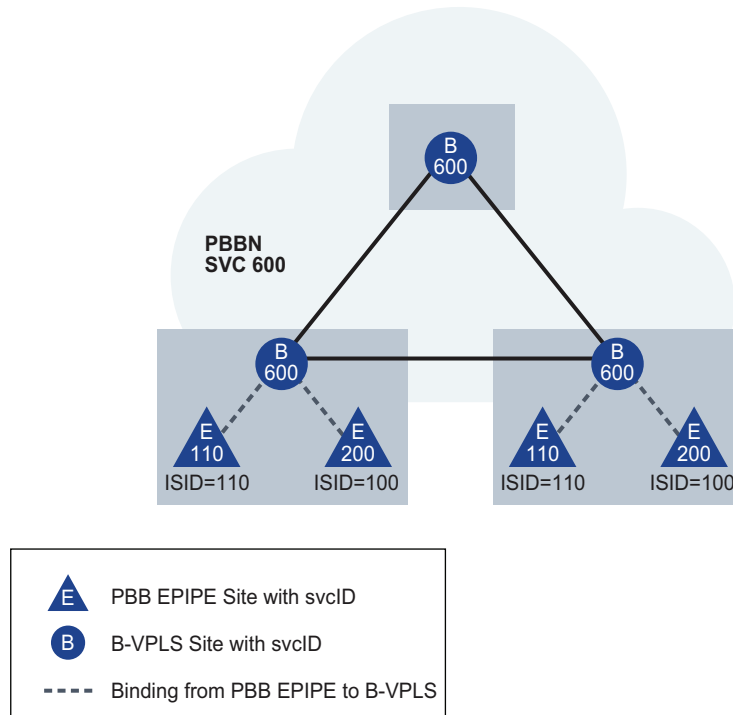 B
600
PBBN
SVC 600
B
600
B
600
E
110
E
200
E
110
E
200
ISID=110
ISID=100
ISID=110
ISID=100
E
PBB EPIPE Site with svcID
B
B-VPLS Site with svcID
Binding from PBB EPIPE to B-VPLS